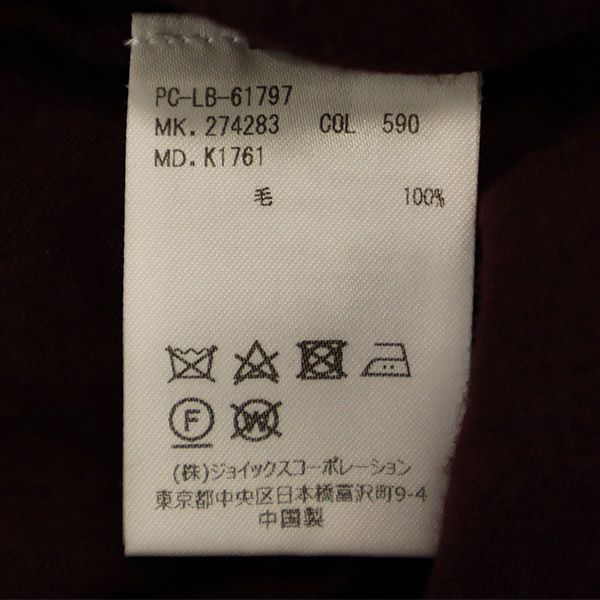 PC-LB-61797
MK. 274283 COL 590
MD. K1761
毛 100%
F W
(株)ジョイックスコーポレーション
東京都中央区日本橋富沢町9-4
中国製